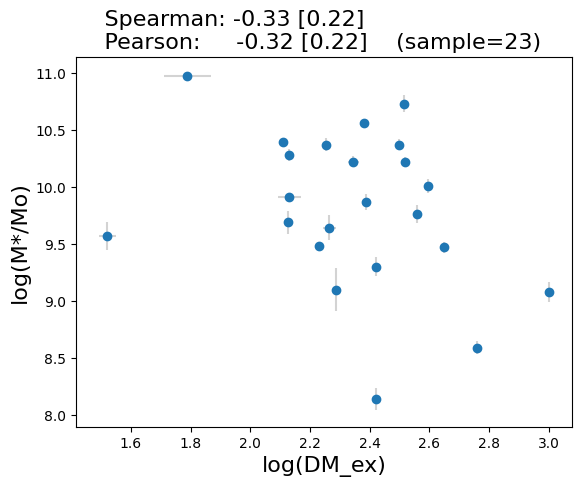 Spearman: -0.33 [0.22]
Pearson: -0.32 [0.22] (sample=23)
11.0
10.5
10.0
9.5
9.0
8.5
8.0
log(M*/Mo)
1.6 1.8 2.0 2.2 2.4 2.6 2.8 3.0
log(DM_ex)